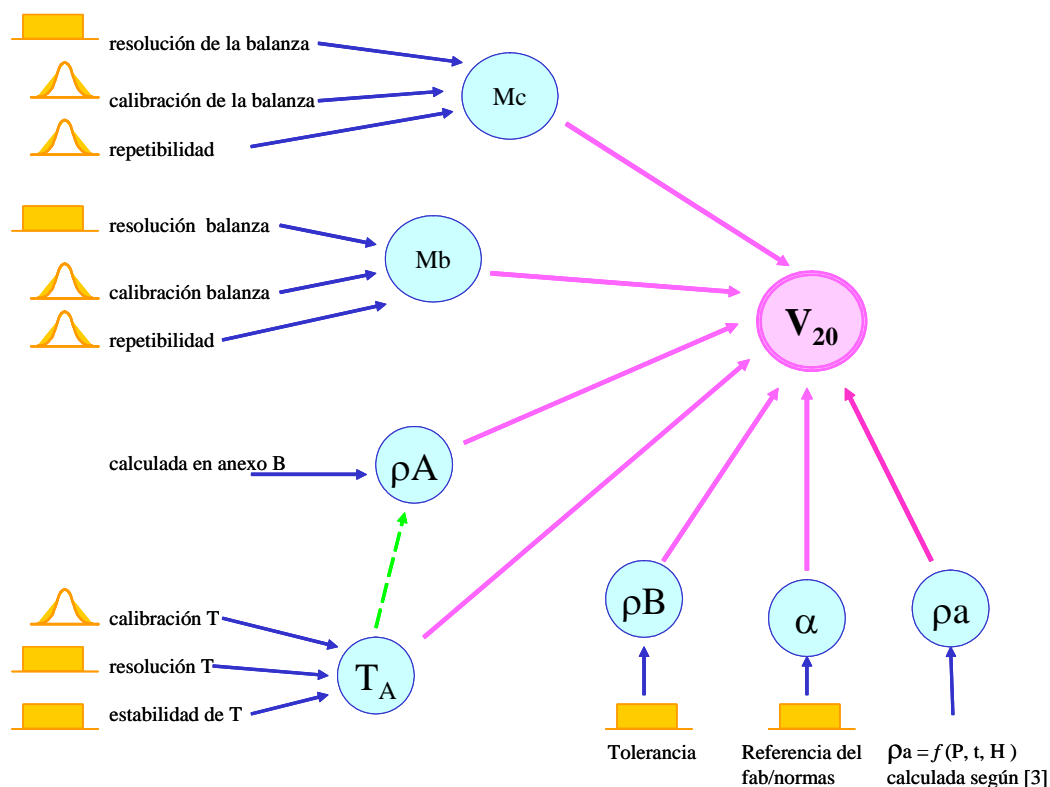 resolución de la balanza
calibración de la balanza
repetibilidad
Mc
resolución balanza
calibración balanza
repetibilidad
Mb
V20
calculada en anexo B
ρA
calibración T
resolución T
estabilidad de T
TA
ρB
α
ρa
Tolerancia
Referencia del
fab/normas
ρa = f (P, t, H )
calculada según [3]